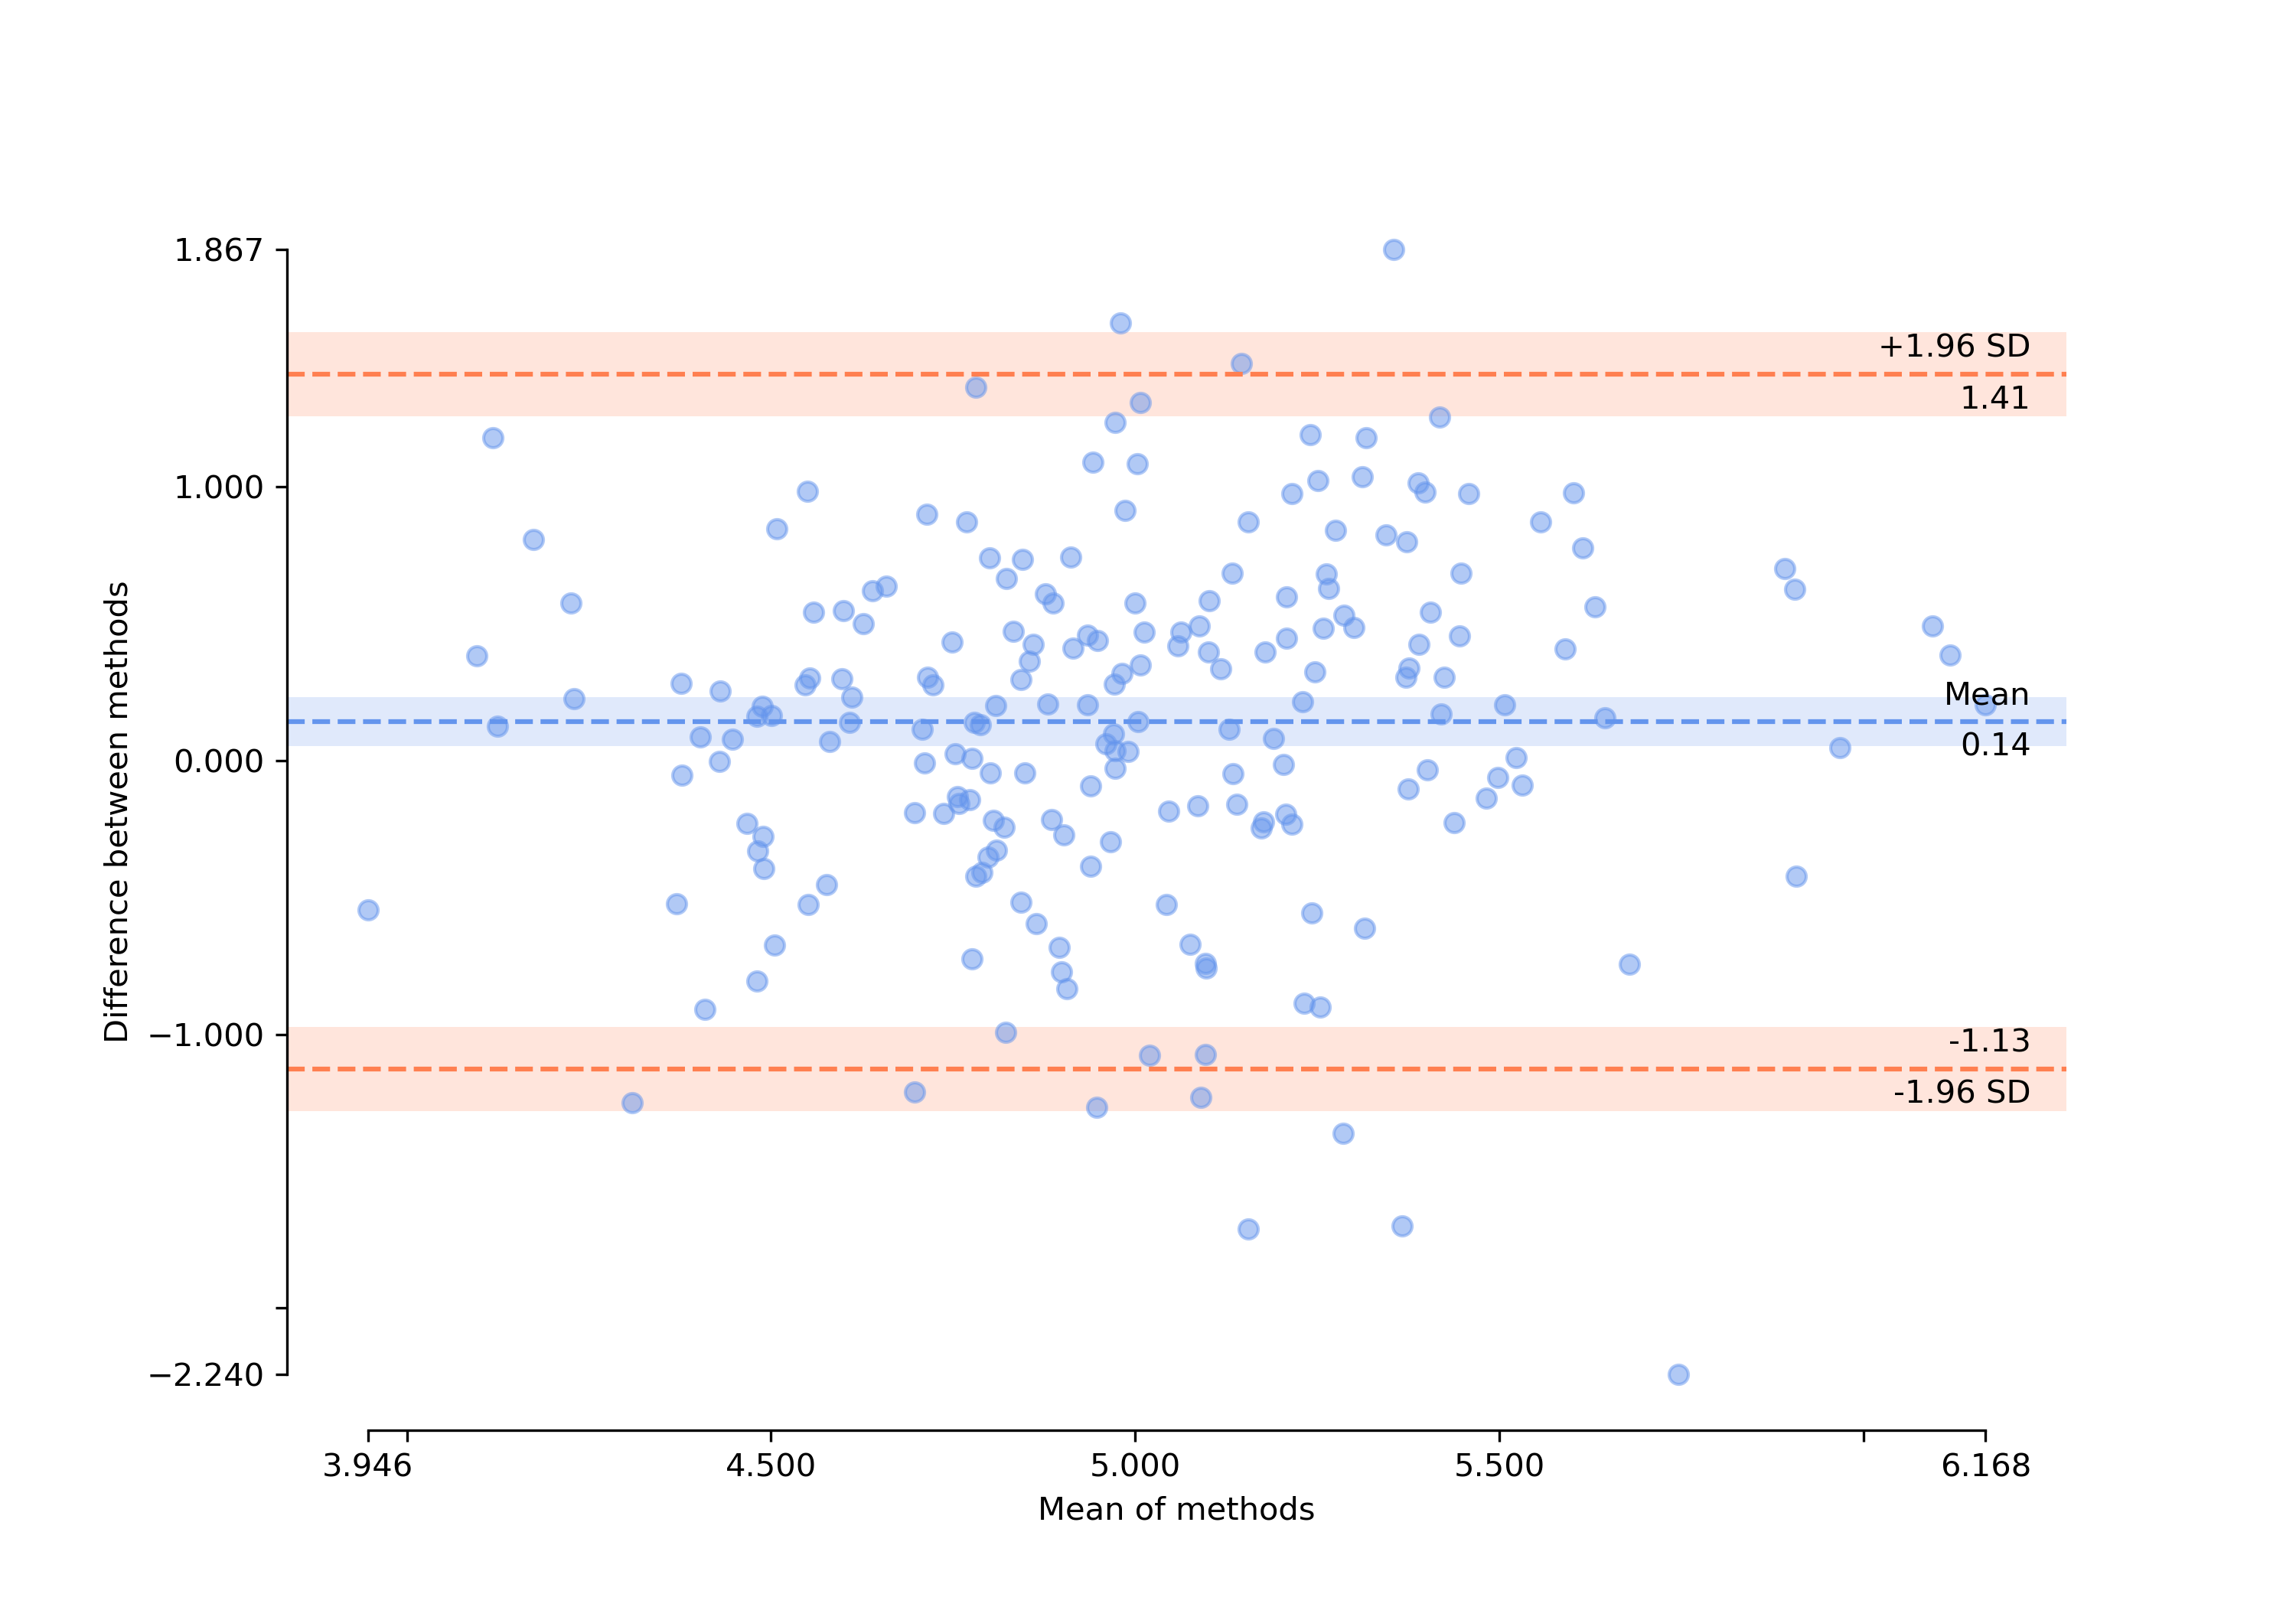 1.867
+1.96 SD
1.41
1.000
Mean
0.14
0.000
Difference between methods
−1.000
-1.13
-1.96 SD
−2.240
3.946
4.500
5.000
5.500
6.168
Mean of methods